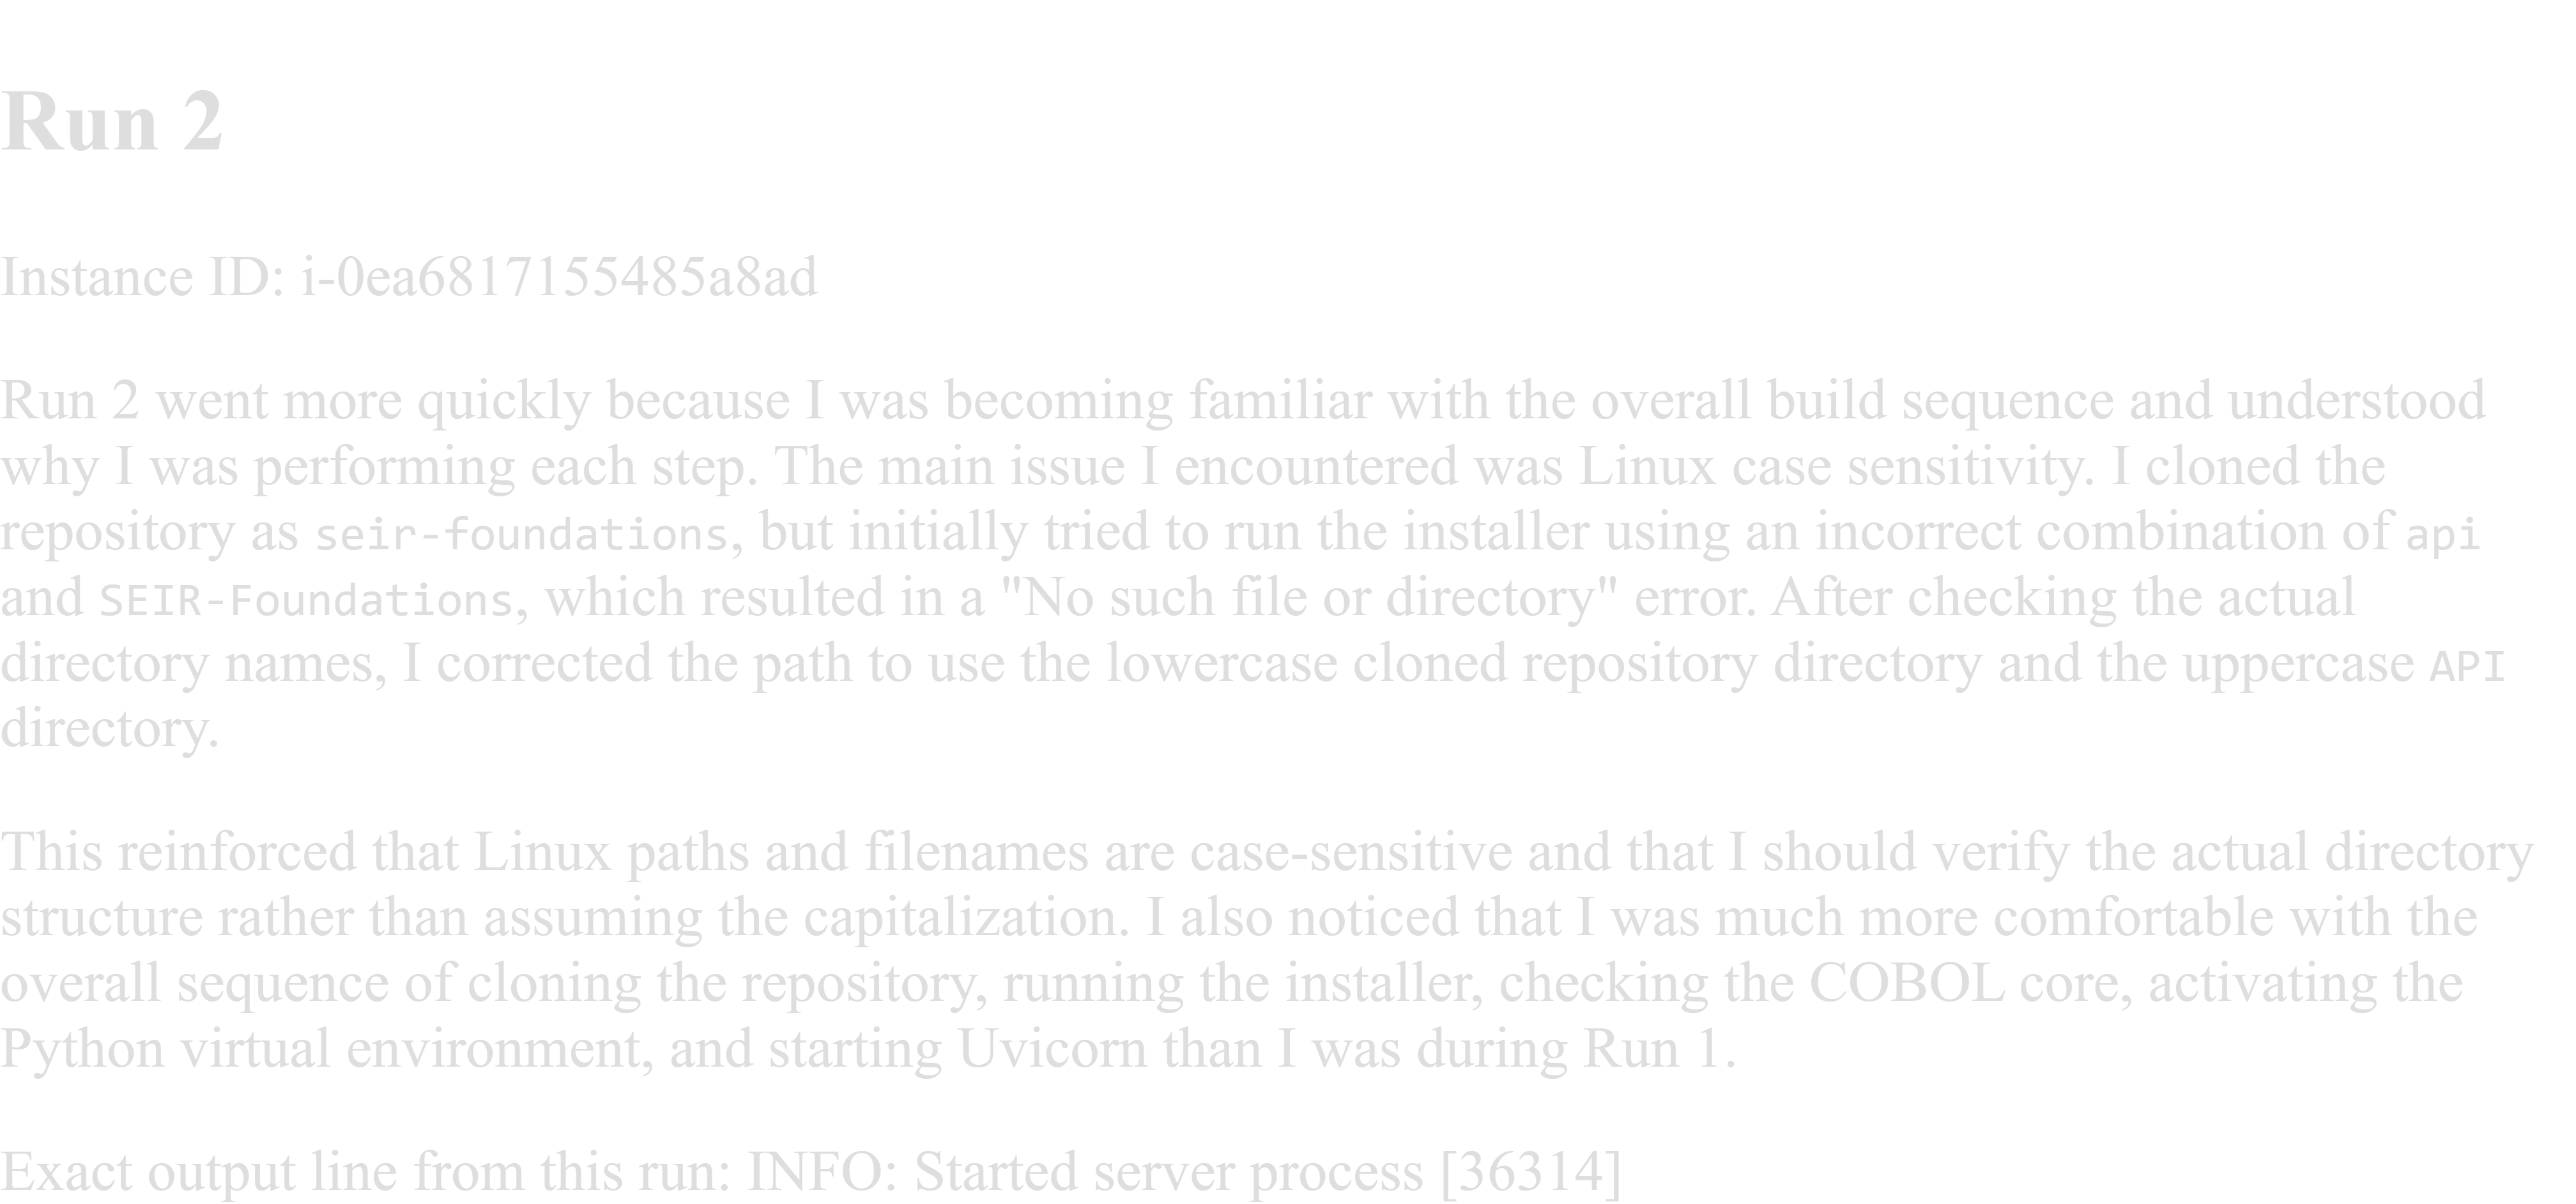 Run 2
Instance ID: i-0ea6817155485a8ad
Run 2 went more quickly because I was becoming familiar with the overall build sequence and understood
why I was performing each step. The main issue I encountered was Linux case sensitivity. I cloned the
repository as seir-foundations, but initially tried to run the installer using an incorrect combination of api
and SEIR-Foundations, which resulted in a "No such file or directory" error. After checking the actual
directory names, I corrected the path to use the lowercase cloned repository directory and the uppercase API
directory.
This reinforced that Linux paths and filenames are case-sensitive and that I should verify the actual directory
structure rather than assuming the capitalization. I also noticed that I was much more comfortable with the
overall sequence of cloning the repository, running the installer, checking the COBOL core, activating the
Python virtual environment, and starting Uvicorn than I was during Run 1.
Exact output line from this run: INFO: Started server process [36314]